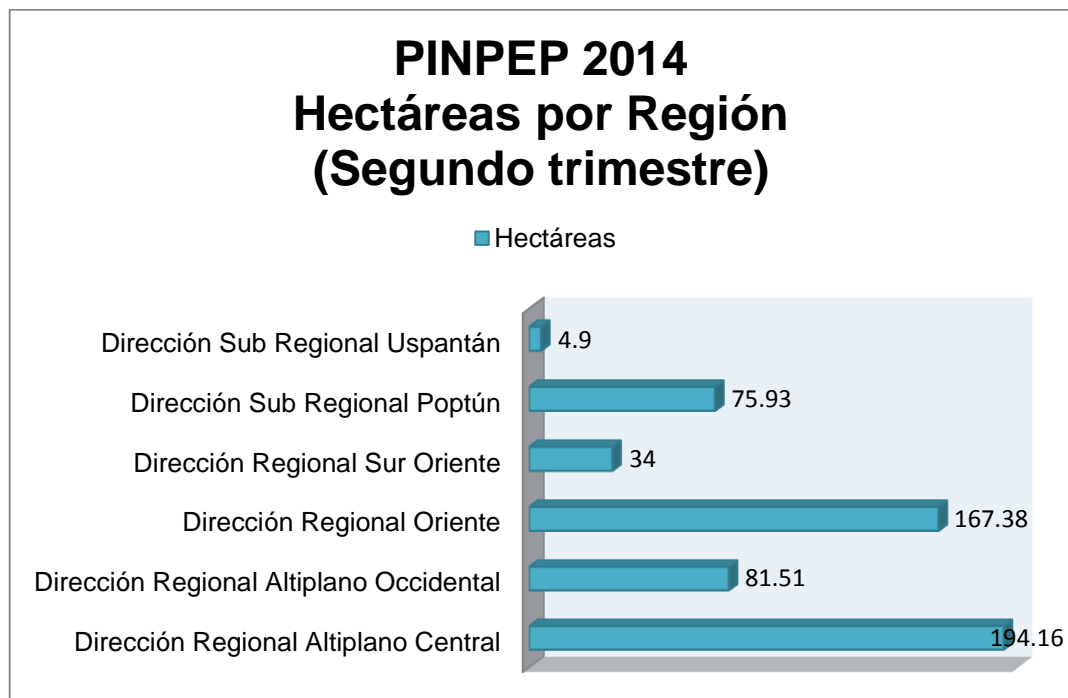 PINPEP 2014
Hectáreas por Región
(Segundo trimestre)
Hectáreas
Dirección Sub Regional Uspantán 4.9
Dirección Sub Regional Poptún 75.93
Dirección Regional Sur Oriente 34
Dirección Regional Oriente 167.38
Dirección Regional Altiplano Occidental 81.51
Dirección Regional Altiplano Central 194.16